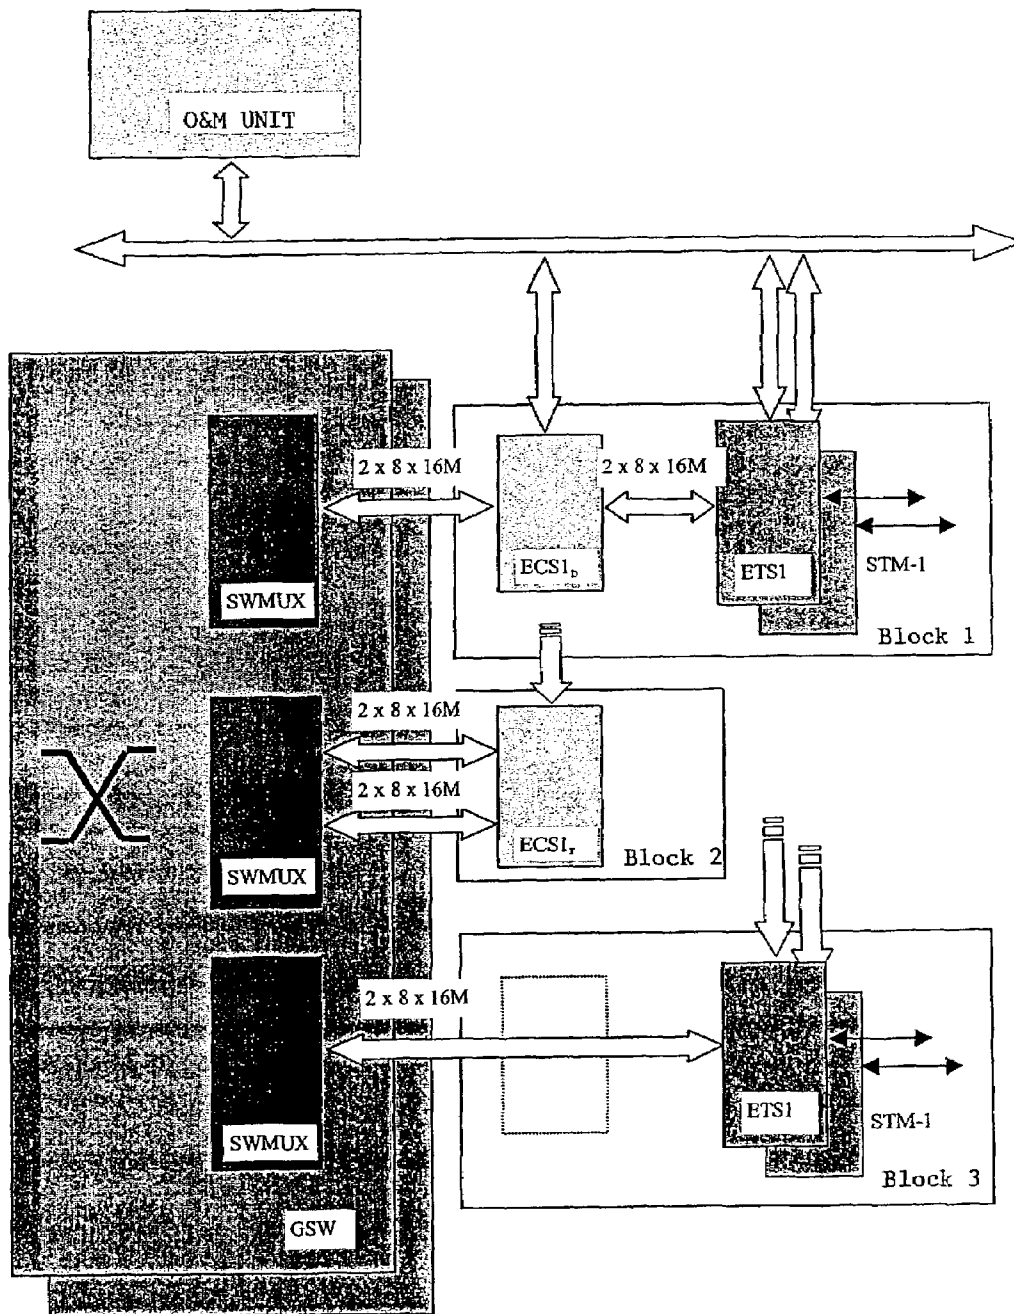 O&M UNIT
2 x 8 x 16M
2 x 8 x 16M
ECS1b
ETS1
STM-1
SWMUX
Block 1
2 x 8 x 16M
2 x 8 x 16M
ECS1r
Block 2
SWMUX
2 x 8 x 16M
ETS1
STM-1
SWMUX
Block 3
GSW